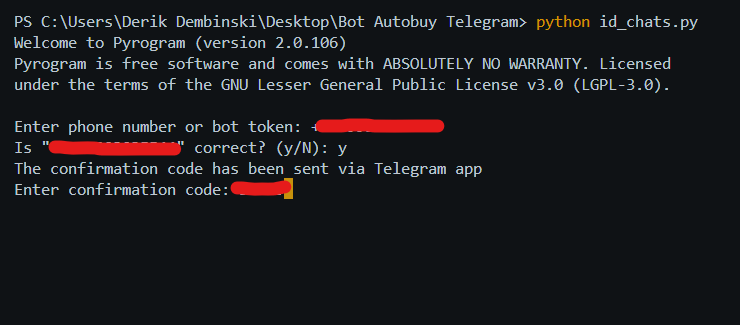 PS C:\Users\Derik Dembinski\Desktop\Bot Autobuy Telegram> python id_chats.py
Welcome to Pyrogram (version 2.0.106)
Pyrogram is free software and comes with ABSOLUTELY NO WARRANTY. Licensed
under the terms of the GNU Lesser General Public License v3.0 (LGPL-3.0).
Enter phone number or bot token:
Is "" correct? (y/N): y
The confirmation code has been sent via Telegram app
Enter confirmation code: